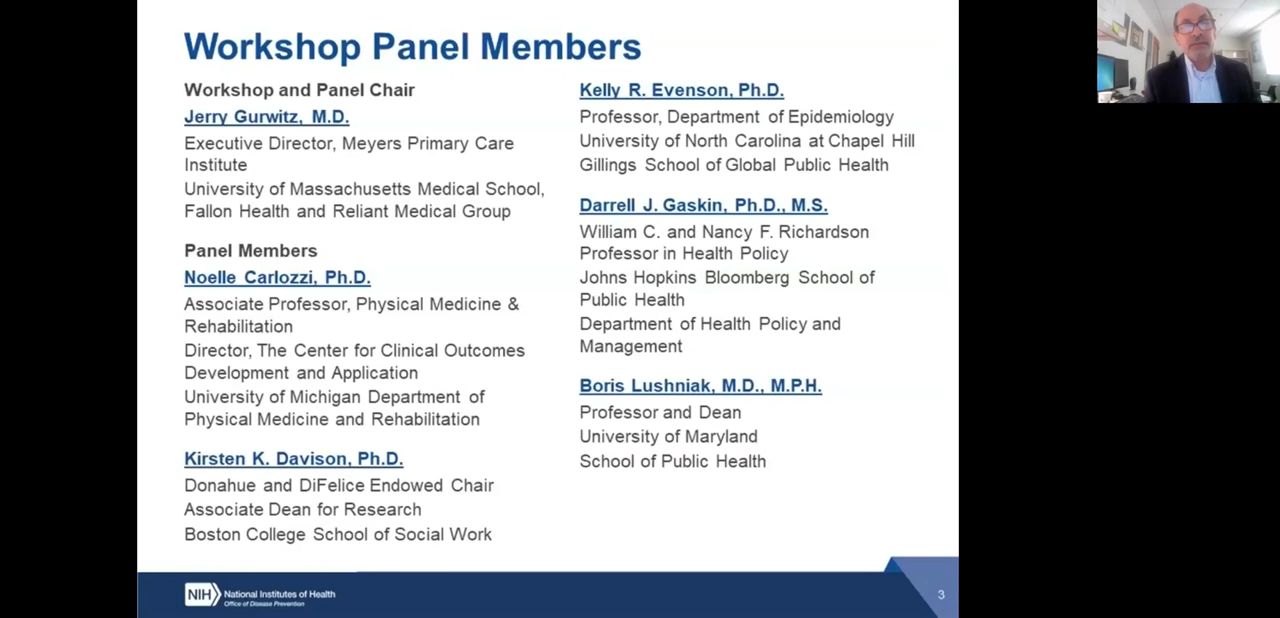 Workshop Panel Members
Workshop and Panel Chair
Jerry Gurwitz, M.D.
Executive Director, Meyers Primary Care
Institute
University of Massachusetts Medical School,
Fallon Health and Reliant Medical Group
Panel Members
Noelle Carlozzi, Ph.D.
Associate Professor, Physical Medicine &
Rehabilitation
Director, The Center for Clinical Outcomes
Development and Application
University of Michigan Department of
Physical Medicine and Rehabilitation
Kirsten K. Davison, Ph.D.
Donahue and DiFelice Endowed Chair
Associate Dean for Research
Boston College School of Social Work
Kelly R. Evenson, Ph.D.
Professor, Department of Epidemiology
University of North Carolina at Chapel Hill
Gillings School of Global Public Health
Darrell J. Gaskin, Ph.D., M.S.
William C. and Nancy F. Richardson
Professor in Health Policy
Johns Hopkins Bloomberg School of
Public Health
Department of Health Policy and
Management
Boris Lushniak, M.D., M.P.H.
Professor and Dean
University of Maryland
School of Public Health
NIH National Institutes of Health
Office of Disease Prevention
3